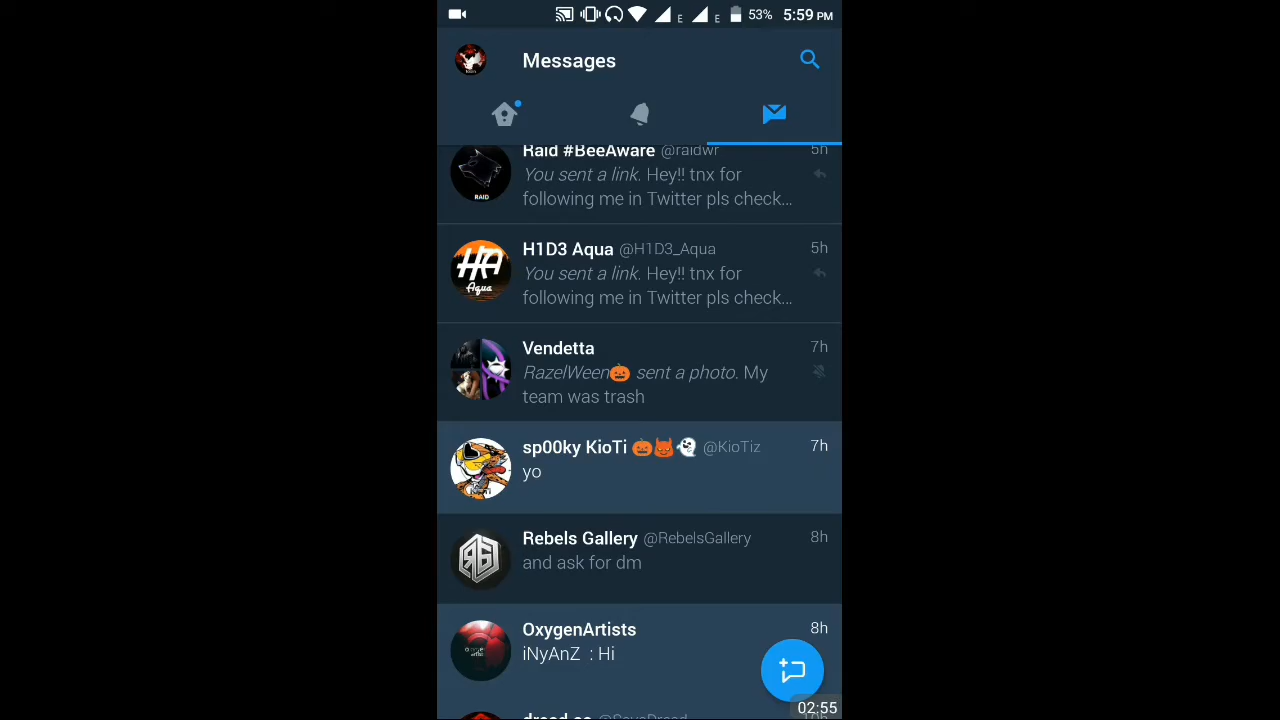 E E 53% 5:59 PM
Messages
Raid #BeeAware @raidwr 5h
You sent a link. Hey!! tnx for
following me in Twitter pls check...
RAID
H1D3 Aqua @H1D3_Aqua 5h
You sent a link. Hey!! tnx for
following me in Twitter pls check...
HA
Aqua
Vendetta 7h
RazelWeen🎃 sent a photo. My
team was trash
sp00ky KioTi 🎃👿👻 @KioTiz 7h
yo
Rebels Gallery @RebelsGallery 8h
and ask for dm
OxygenArtists 8h
iNyAnZ : Hi
02:55